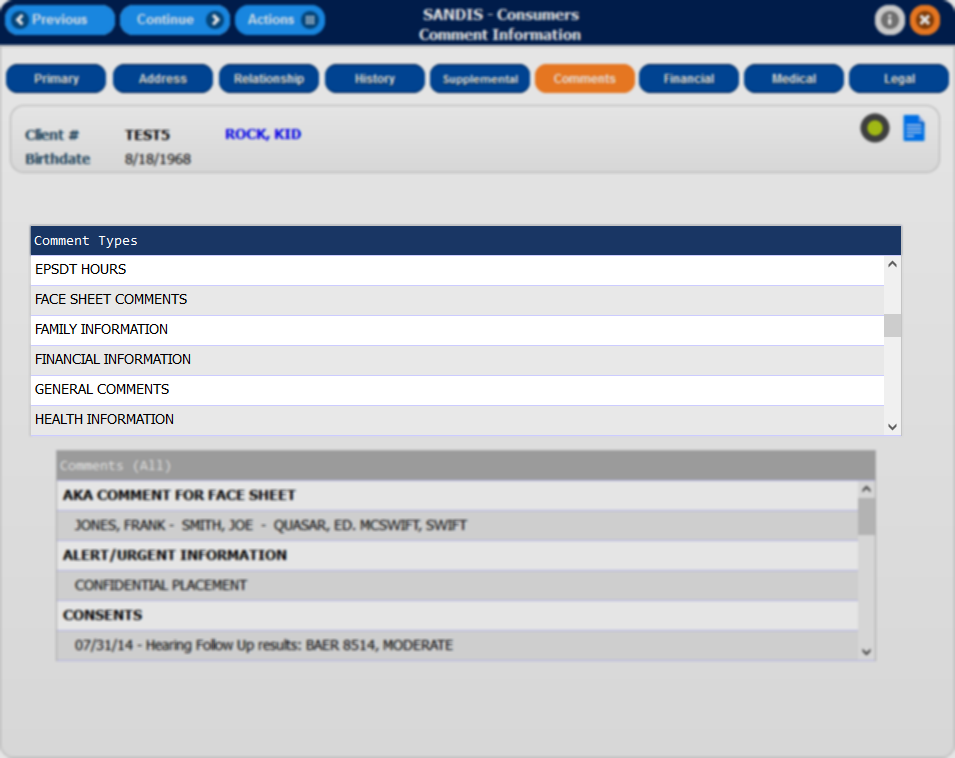 Previous
Continue
Actions
SANDIS - Consumers
Comment Information
Primary
Address
Relationship
History
Supplemental
Comments
Financial
Medical
Legal
Client # TEST5 ROCK, KID
Birthdate 8/18/1968
Comment Types
EPSDT HOURS
FACE SHEET COMMENTS
FAMILY INFORMATION
FINANCIAL INFORMATION
GENERAL COMMENTS
HEALTH INFORMATION
Comments (All)
AKA COMMENT FOR FACE SHEET
JONES, FRANK - SMITH, JOE - QUASAR, ED. MCSWIFT, SWIFT
ALERT/URGENT INFORMATION
CONFIDENTIAL PLACEMENT
CONSENTS
07/31/14 - Hearing Follow Up results: BAER 8514, MODERATE